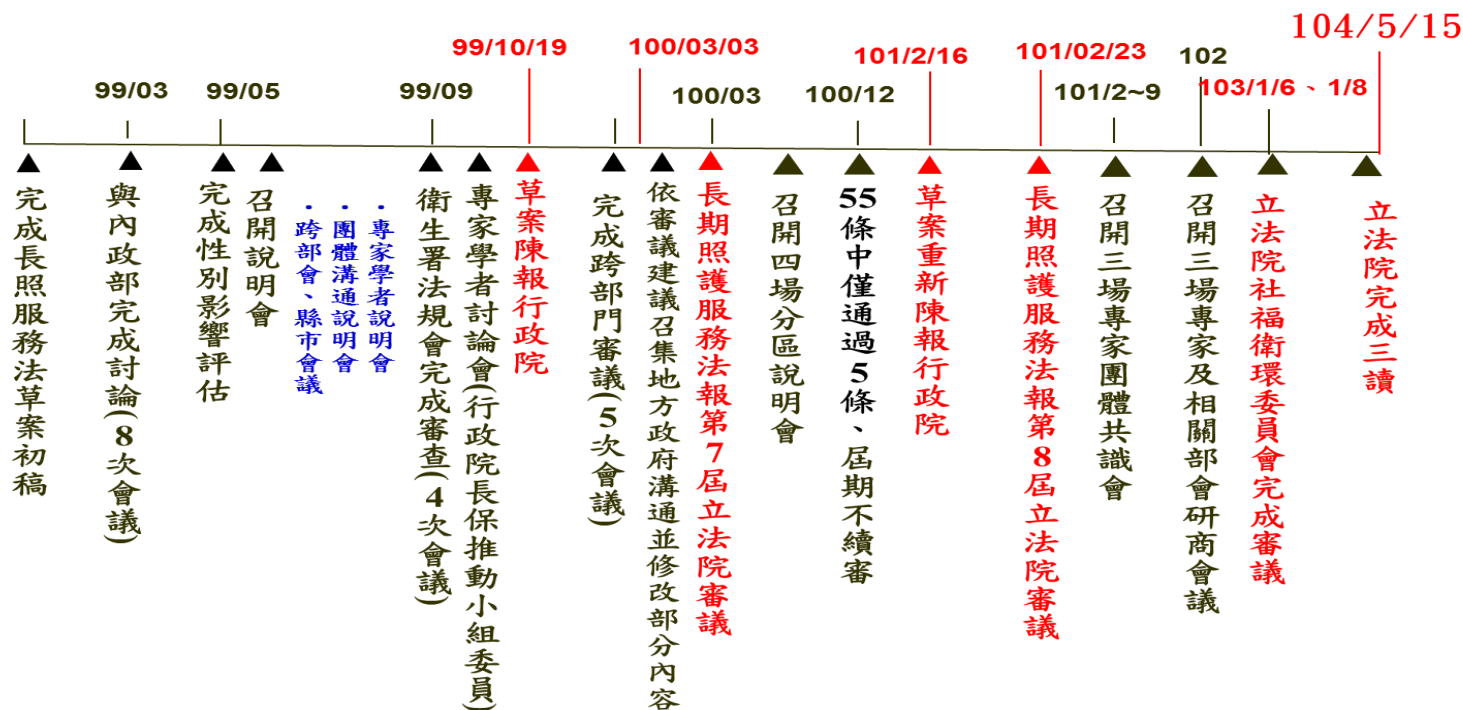 104/5/15
99/10/19
100/03/03
101/2/16
101/02/23
102
99/03
99/05
99/09
100/03
100/12
101/2~9
103/1/6、1/8
完成長照服務法草案初稿
與內政部完成討論(8次會議)
完成性別影響評估
召開說明會
．跨部會、縣市會議
．團體溝通說明會
．專家學者說明會
衛生署法規會完成審查(4次會議)
專家學者討論會(行政院長保推動小組委員)
草案陳報行政院
完成跨部門審議(5次會議)
依審議建議召集地方政府溝通並修改部分內容
長期照護服務法報第7屆立法院審議
召開四場分區說明會
55條中僅通過5條、屆期不續審
草案重新陳報行政院
長期照護服務法報第8屆立法院審議
召開三場專家團體共識會
召開三場專家及相關部會研商會議
立法院社福衛環委員會完成審議
立法院完成三讀